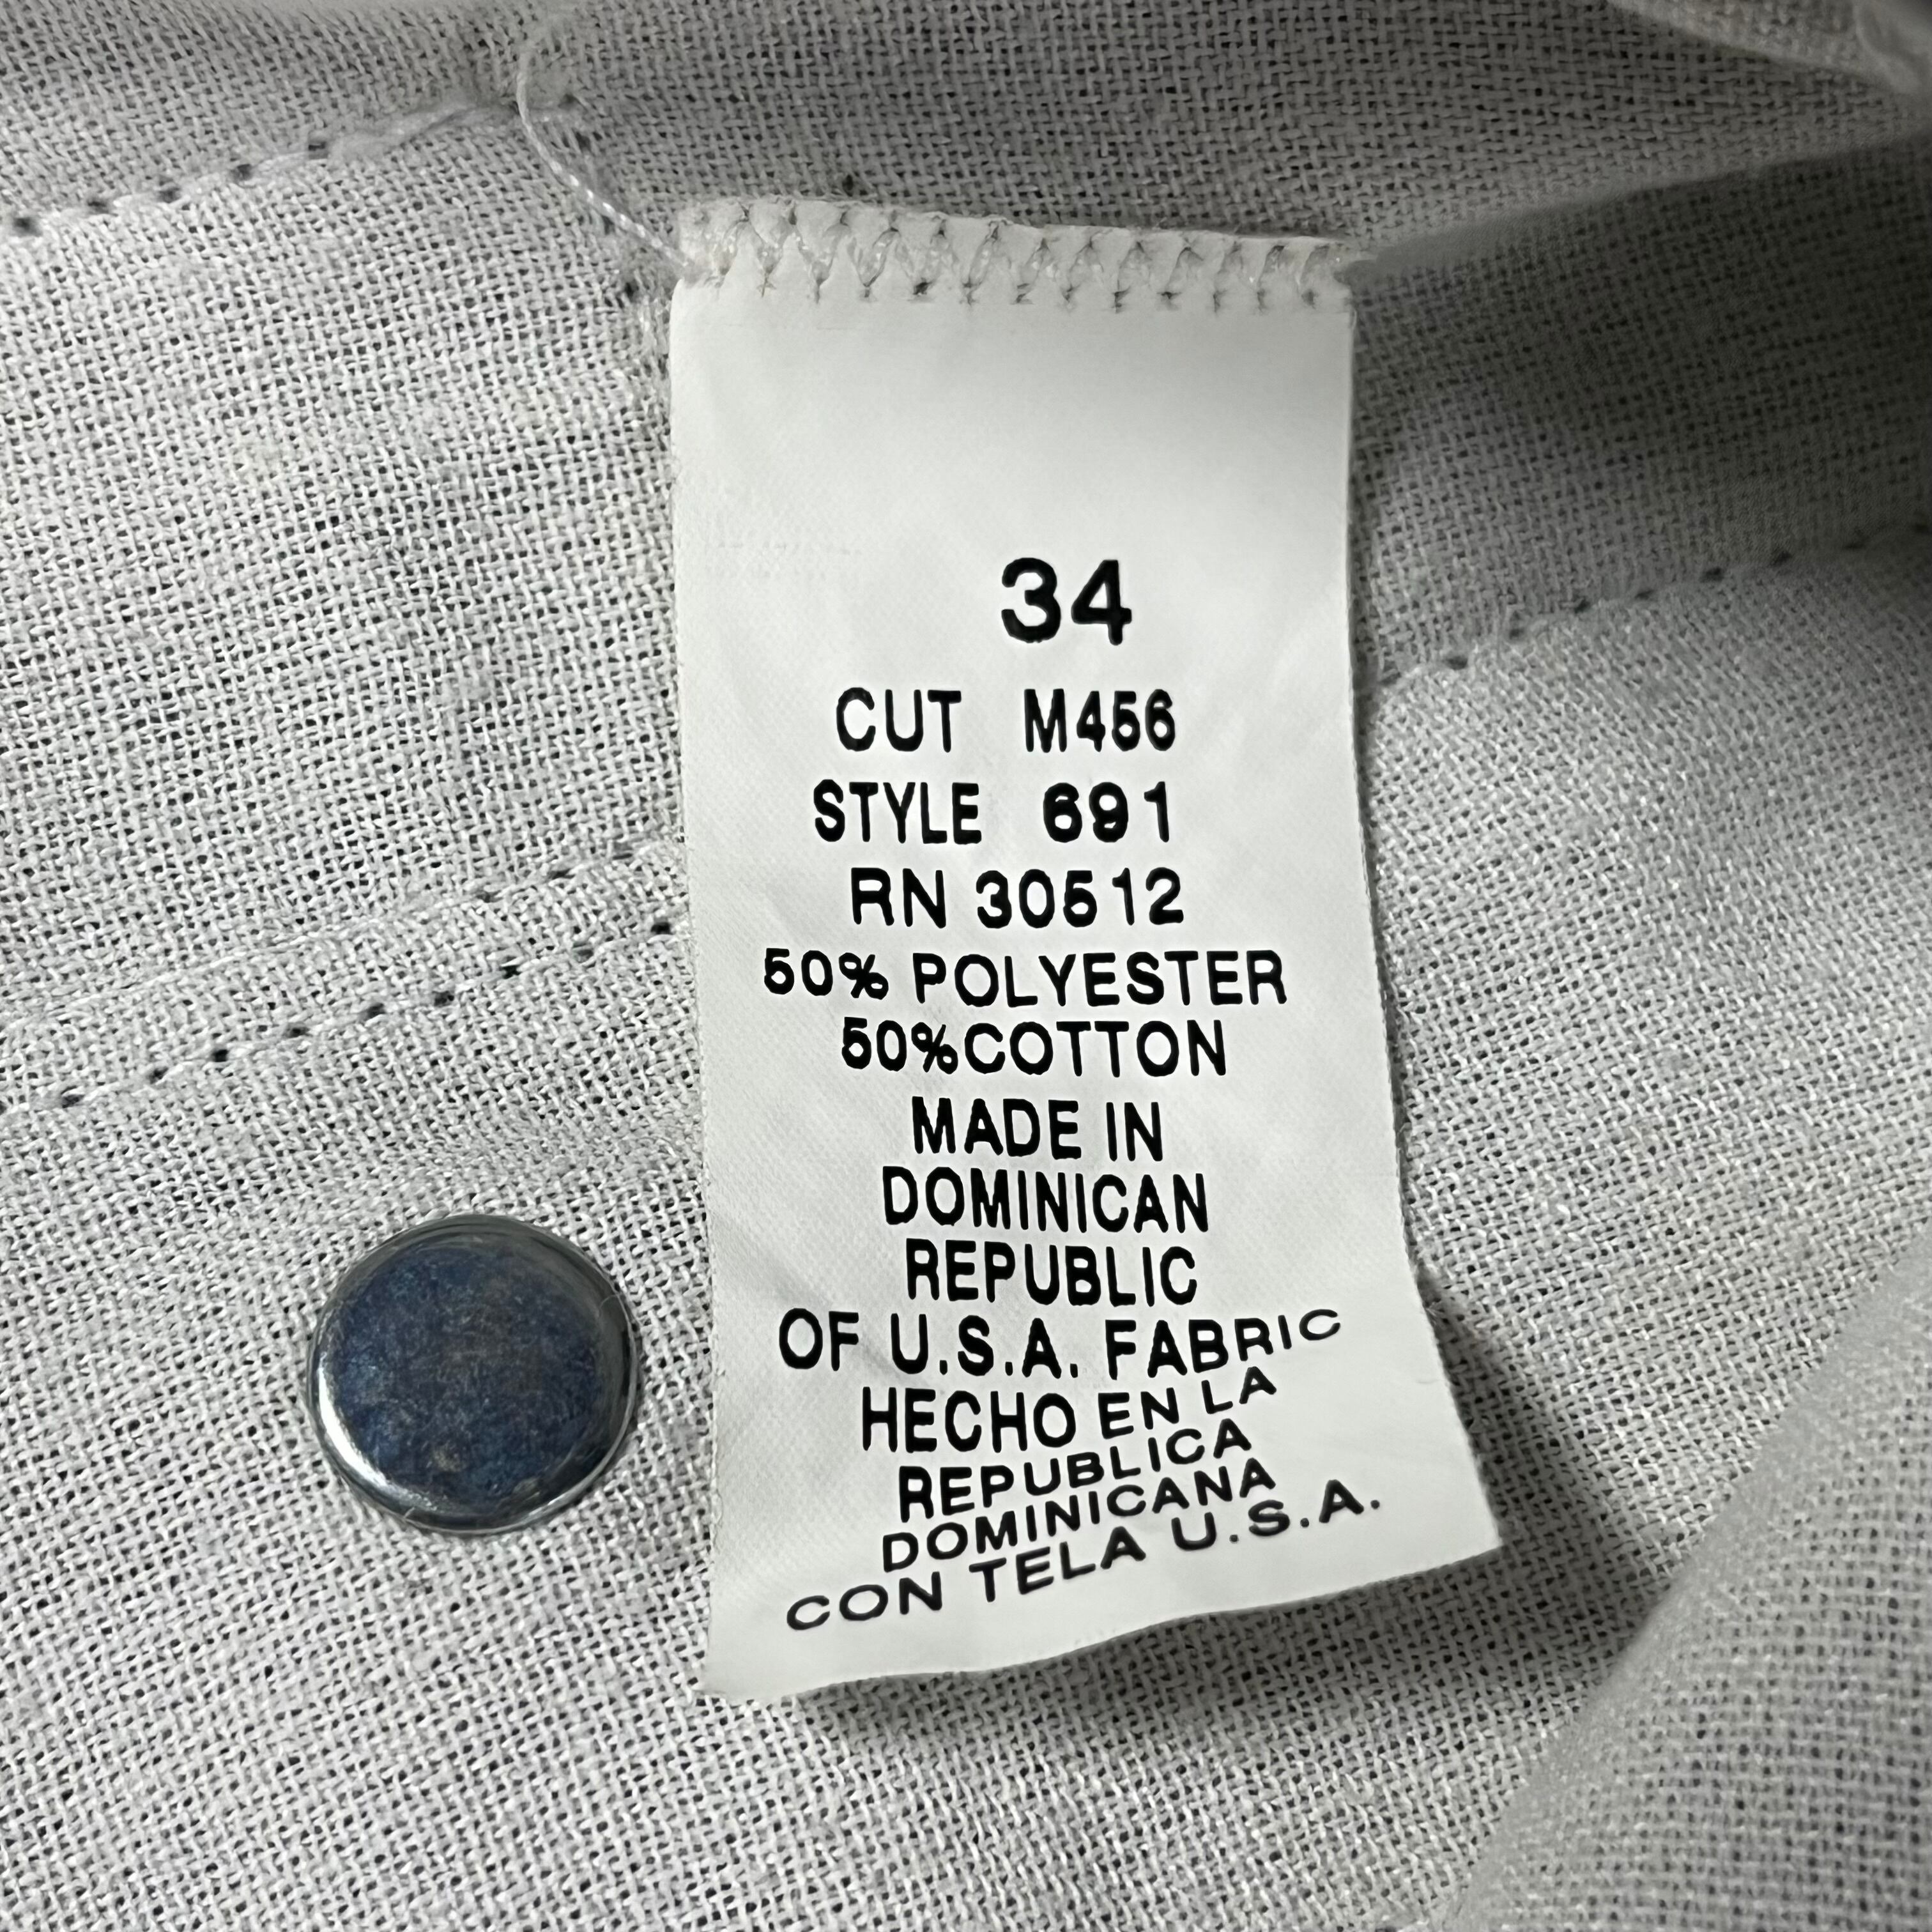 34
CUT M456
STYLE 691
RN 30512
50% POLYESTER
50%COTTON
MADE IN
DOMINICAN
REPUBLIC
OF U.S.A. FABRIC
HECHO EN LA
REPUBLICA
DOMINICANA
CON TELA U.S.A.